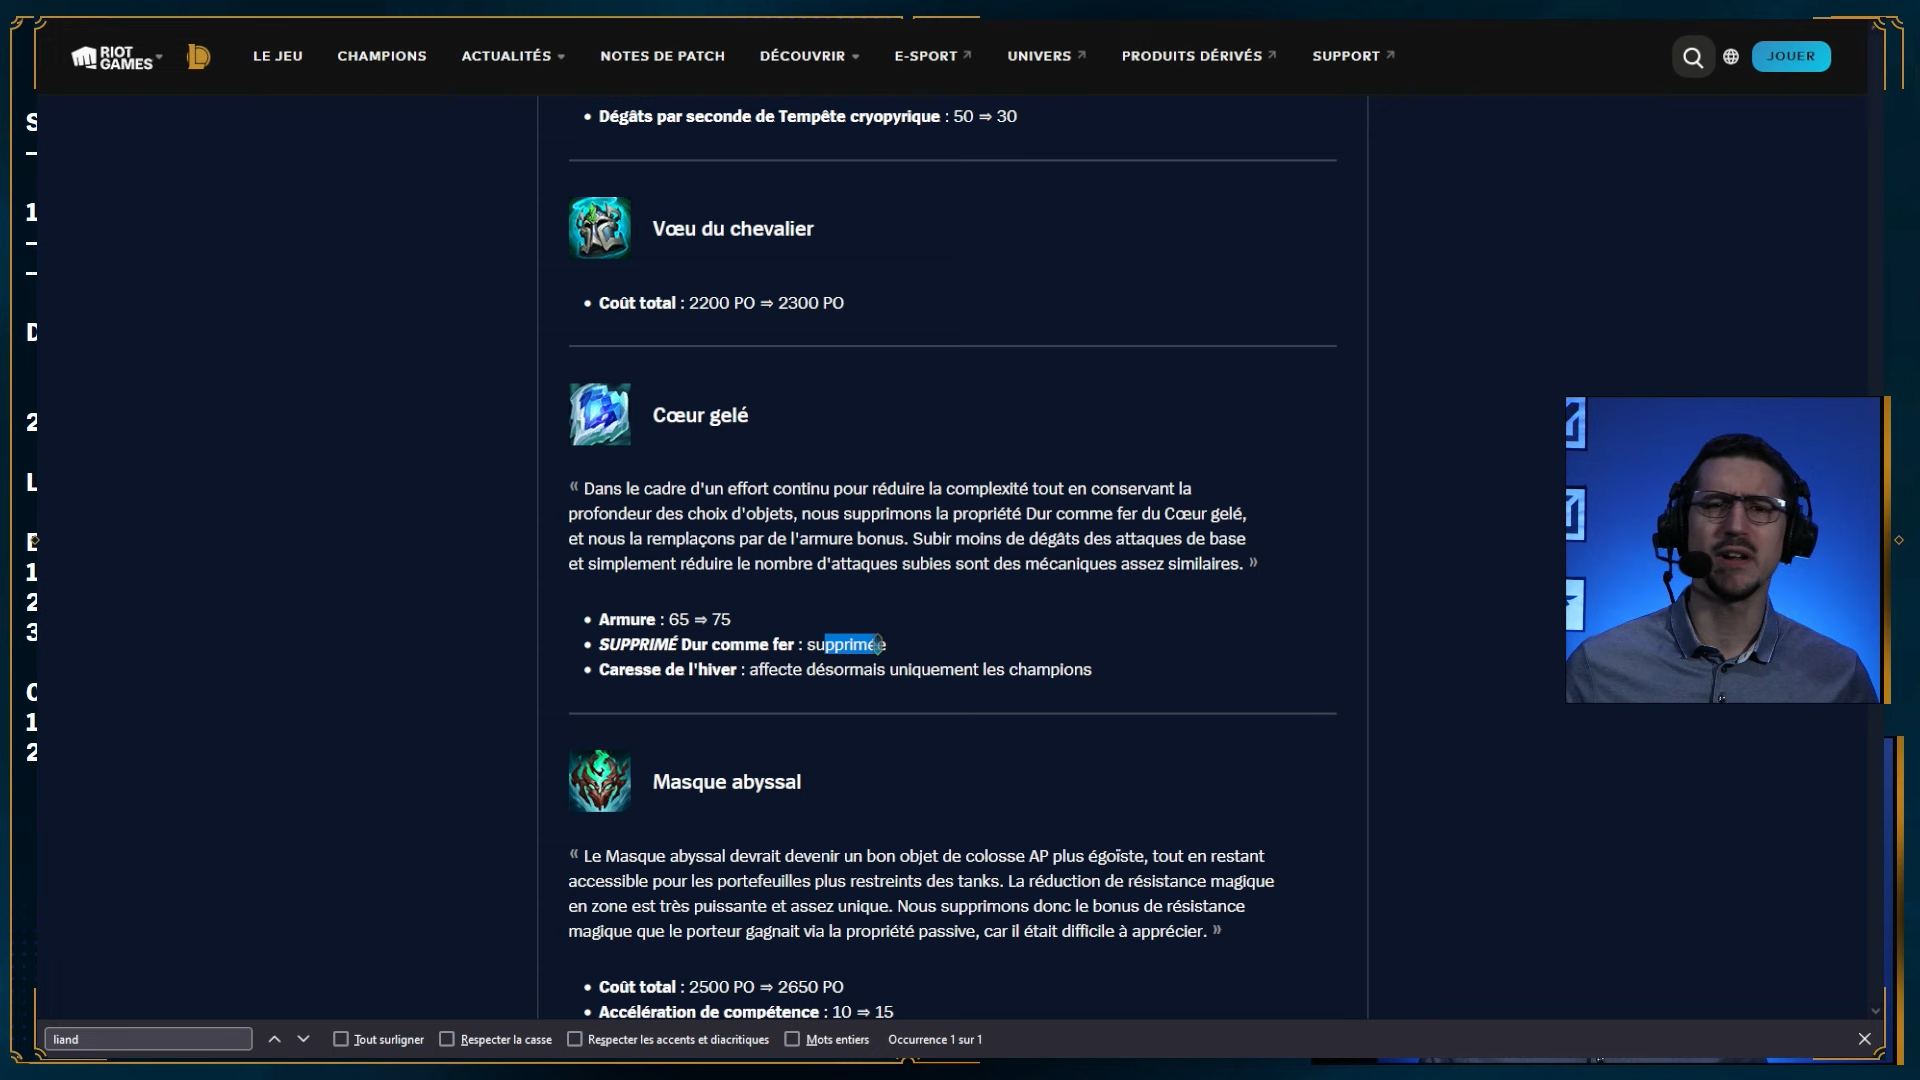 RIOT GAMES
LE JEU CHAMPIONS ACTUALITÉS NOTES DE PATCH DÉCOUVRIR E-SPORT UNIVERS PRODUITS DÉRIVÉS SUPPORT JOUER
• Dégâts par seconde de Tempête cryopyrique : 50 ⇒ 30
Vœu du chevalier
• Coût total : 2200 PO ⇒ 2300 PO
Cœur gelé
« Dans le cadre d'un effort continu pour réduire la complexité tout en conservant la
profondeur des choix d'objets, nous supprimons la propriété Dur comme fer du Cœur gelé,
et nous la remplaçons par de l'armure bonus. Subir moins de dégâts des attaques de base
et simplement réduire le nombre d'attaques subies sont des mécaniques assez similaires. »
• Armure : 65 ⇒ 75
• SUPPRIMÉ Dur comme fer : supprimée
• Caresse de l'hiver : affecte désormais uniquement les champions
Masque abyssal
« Le Masque abyssal devrait devenir un bon objet de colosse AP plus égoïste, tout en restant
accessible pour les portefeuilles plus restreints des tanks. La réduction de résistance magique
en zone est très puissante et assez unique. Nous supprimons donc le bonus de résistance
magique que le porteur gagnait via la propriété passive, car il était difficile à apprécier. »
• Coût total : 2500 PO ⇒ 2650 PO
• Accélération de compétence : 10 ⇒ 15
liand Tout surligner Respecter la casse Respecter les accents et diacritiques Mots entiers Occurrence 1 sur 1